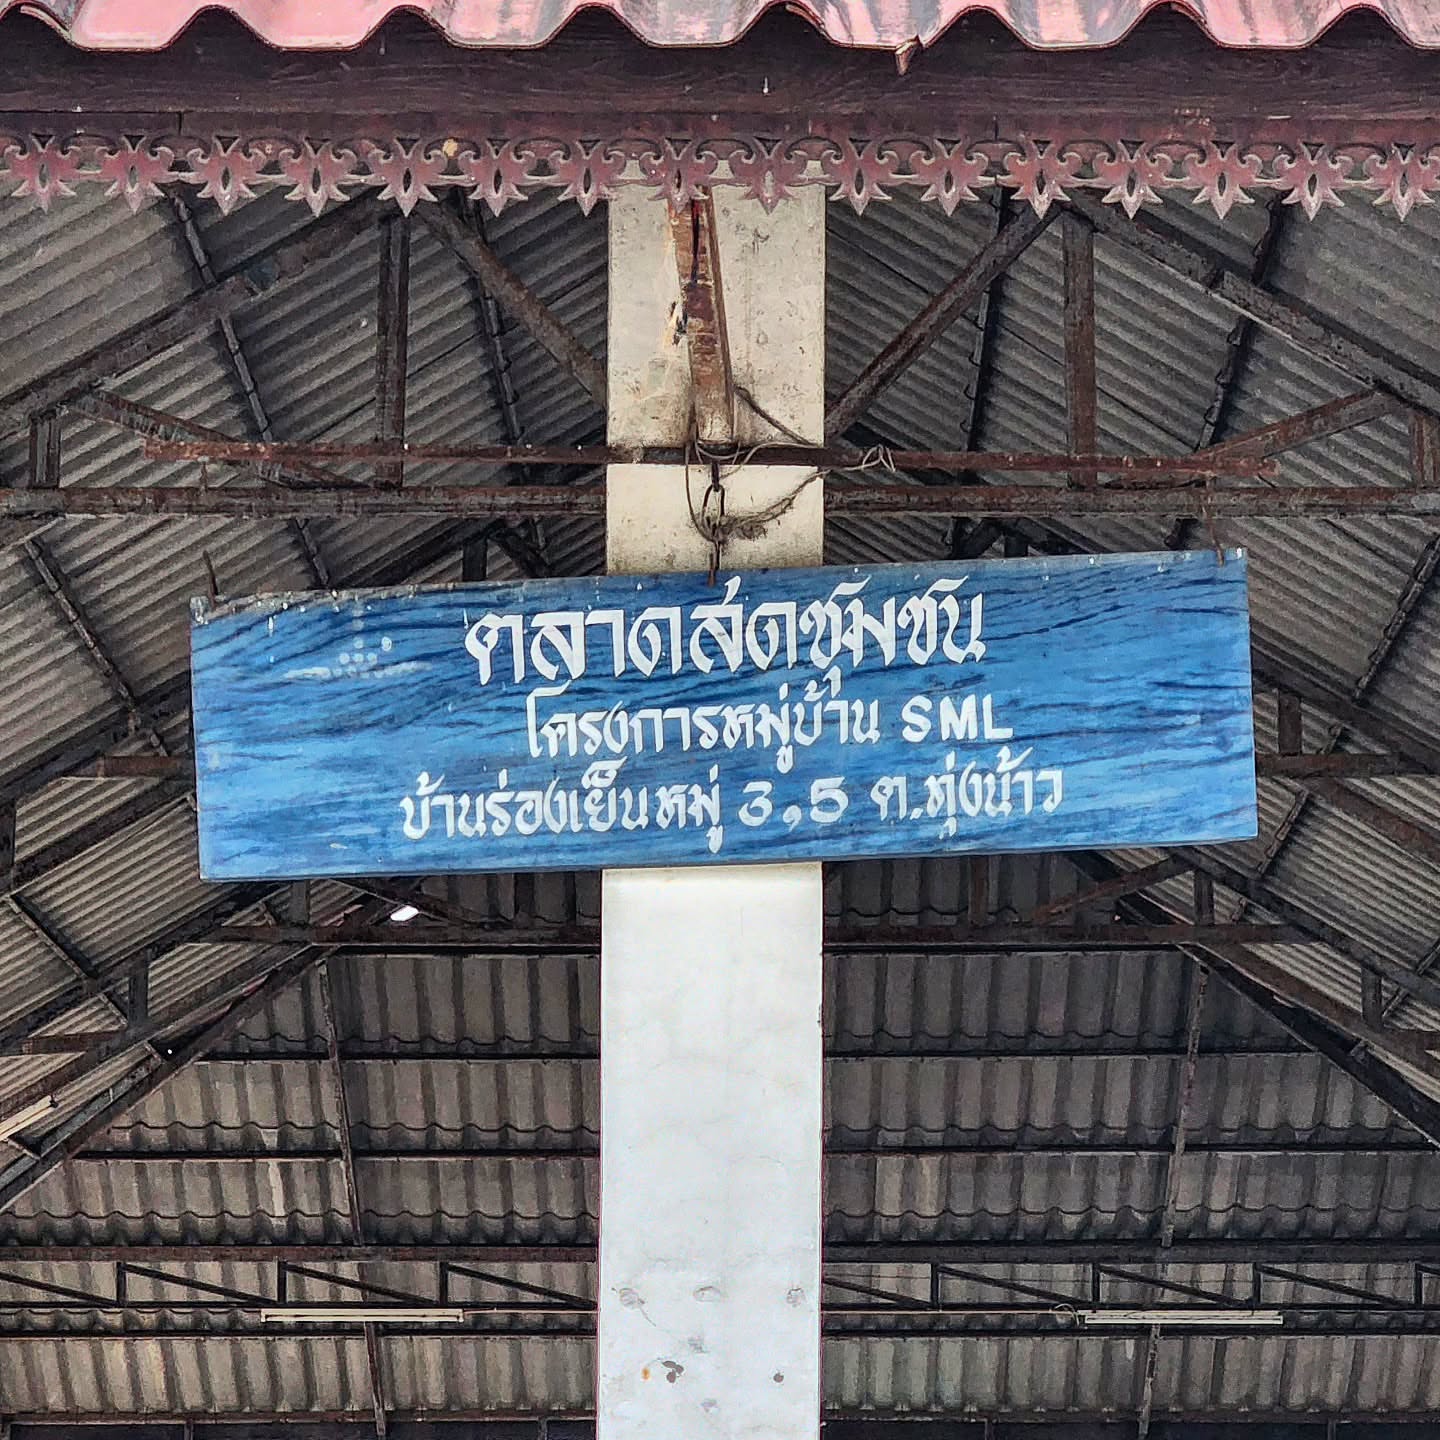 ตลาดสดชุมชน
โครงการหมู่บ้าน SML
บ้านร่องเย็นหมู่ 3,5 ต.ทุ่งน้าว